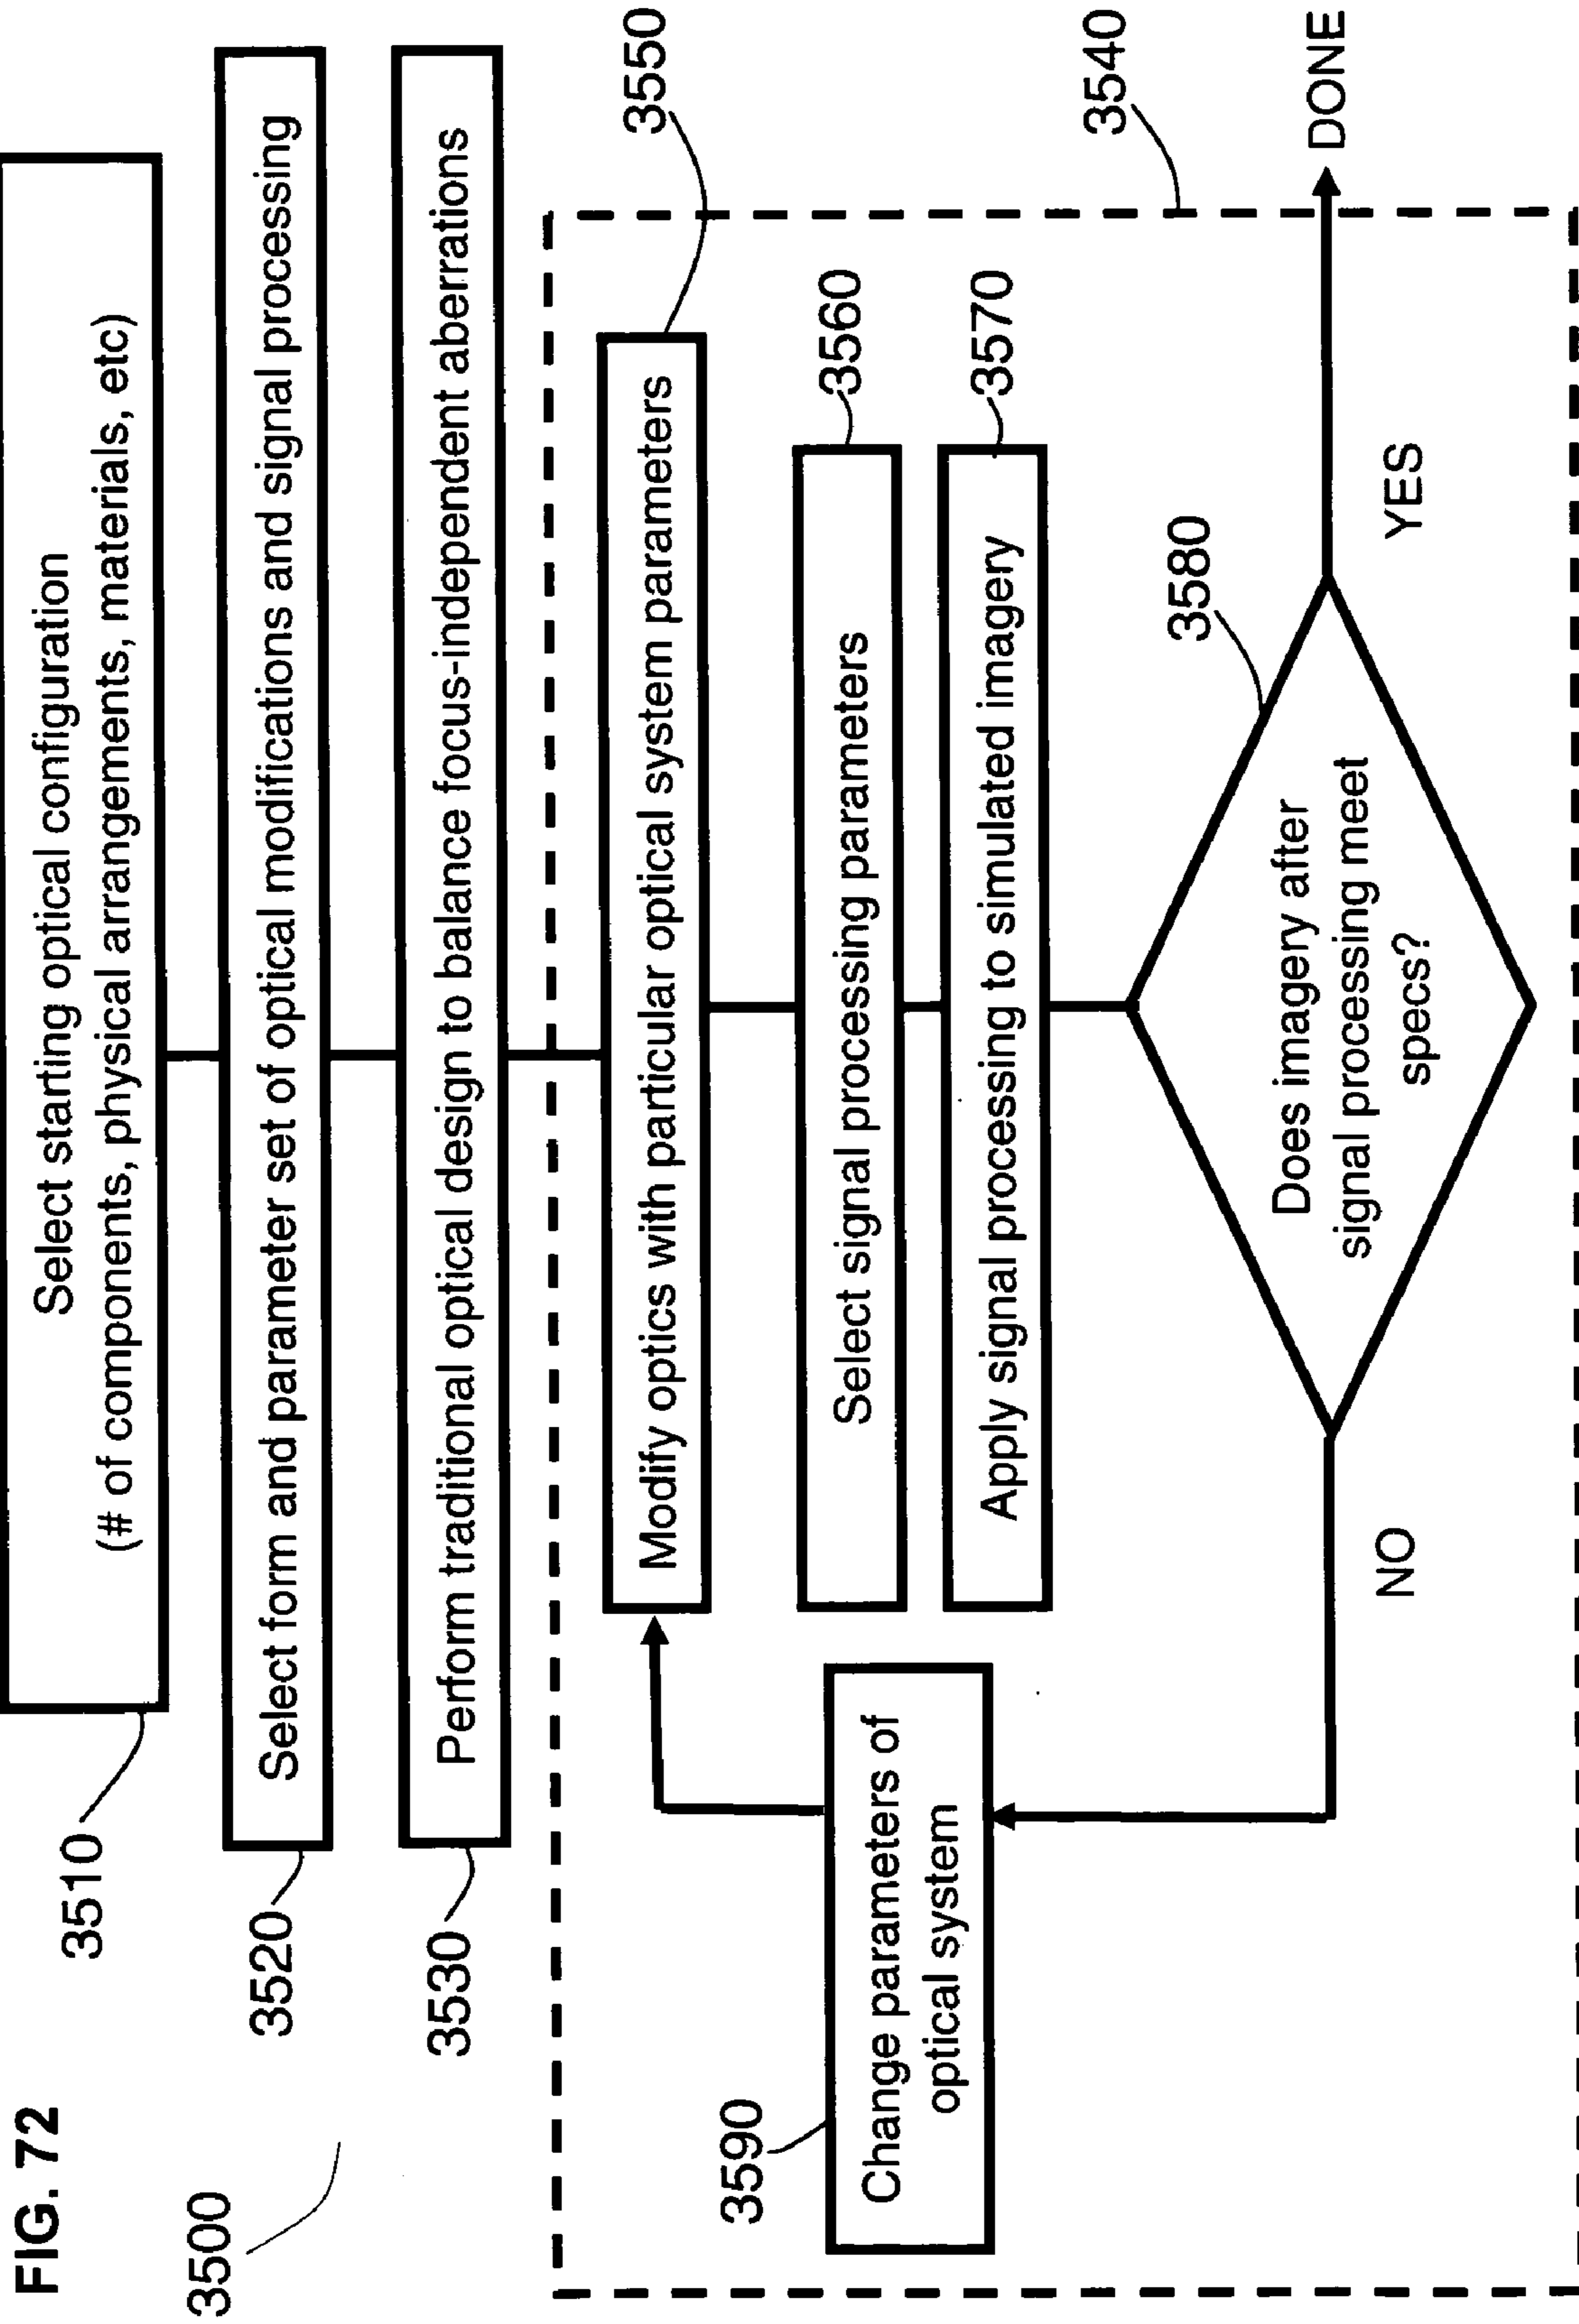 FIG. 72
3500
3510
Select starting optical configuration
(# of components, physical arrangements, materials, etc)
3520
Select form and parameter set of optical modifications and signal processing
3530
Perform traditional optical design to balance focus-independent aberrations
3550
Modify optics with particular optical system parameters
3590
Change parameters of
optical system
3560
Select signal processing parameters
3570
Apply signal processing to simulated imagery
3540
3580
Does imagery after
signal processing meet
specs?
NO
YES
DONE